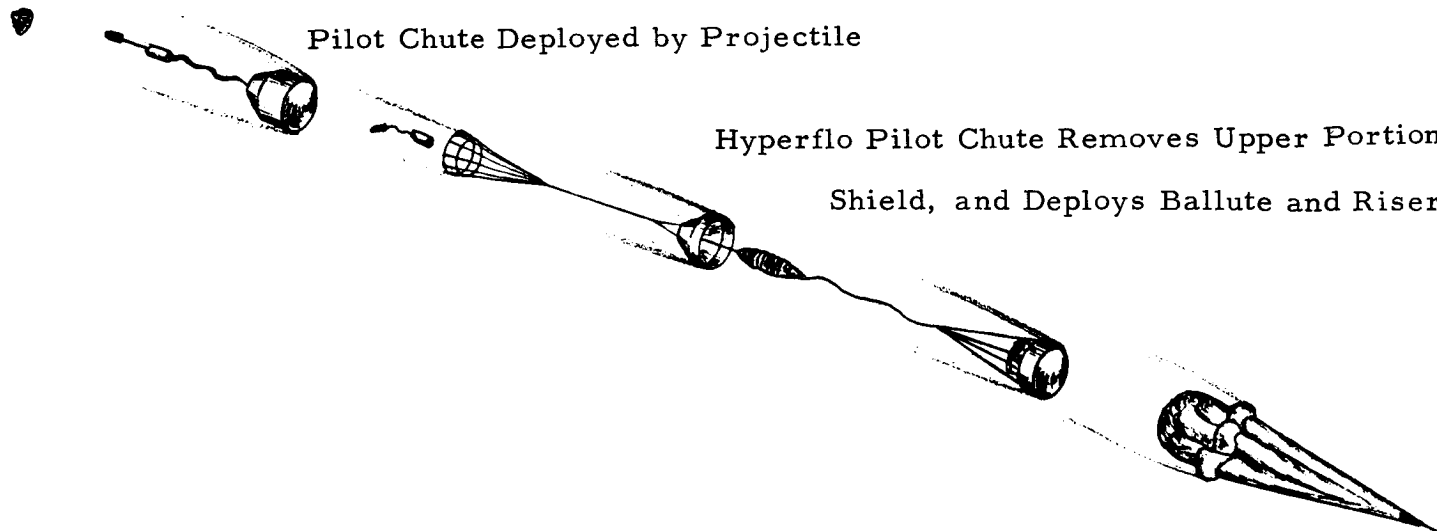 Pilot Chute Deployed by Projectile
Hyperflo Pilot Chute Removes Upper Portion
Shield, and Deploys Ballute and Riser